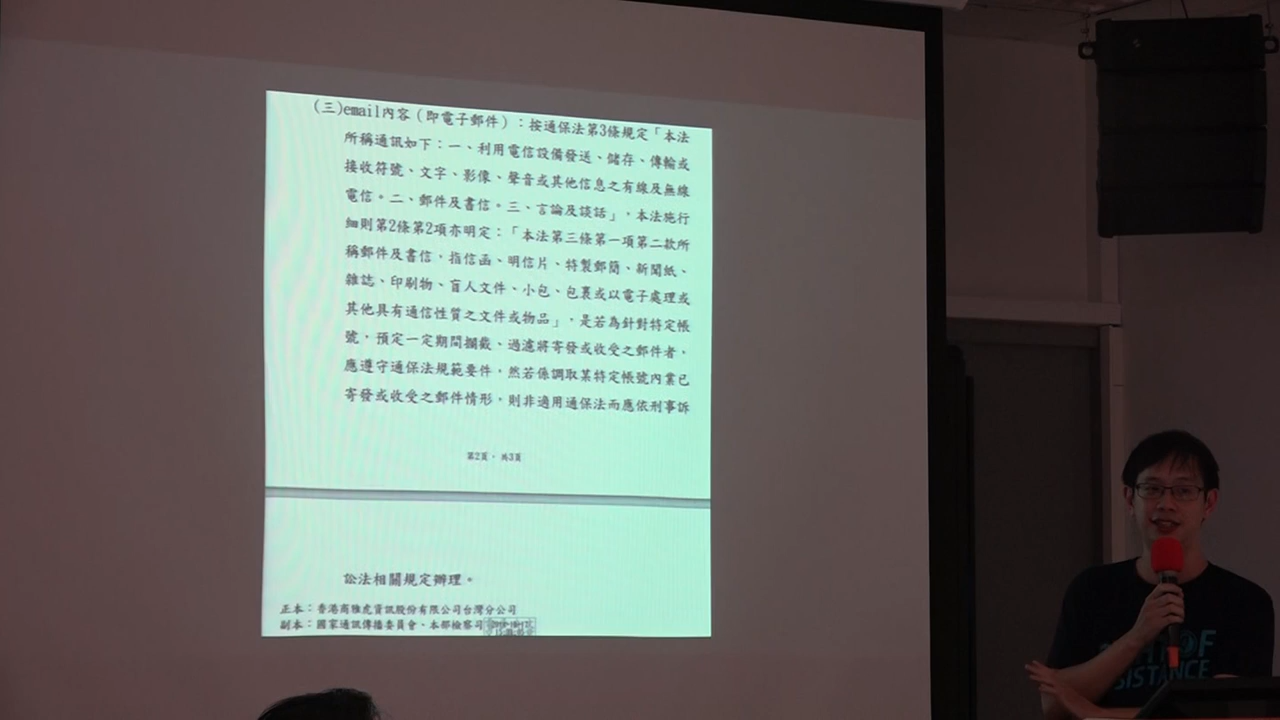 (三)email內容（即電子郵件）：按通保法第3條規定「本法
所稱通訊如下：一、利用電信設備發送、儲存、傳輸或
接收符號、文字、影像、聲音或其他信息之有線及無線
電信。二、郵件及書信。三、言論及談話」，本法施行
細則第2條第2項亦明定：「本法第三條第一項第二款所
稱郵件及書信，指信函、明信片、特製郵簡、新聞紙、
雜誌、印刷物、盲人文件、小包、包裹或以電子處理或
其他具有通信性質之文件或物品」，是若為針對特定帳
號，預定一定期間攔截、過濾將寄發或收受之郵件者，
應遵守通保法規範要件，然若係調取某特定帳號內業已
寄發或收受之郵件情形，則非適用通保法而應依刑事訴
第2頁， 共3頁
訟法相關規定辦理。
正本：香港商雅虎資訊股份有限公司台灣分公司
副本：國家通訊傳播委員會、本部檢察司